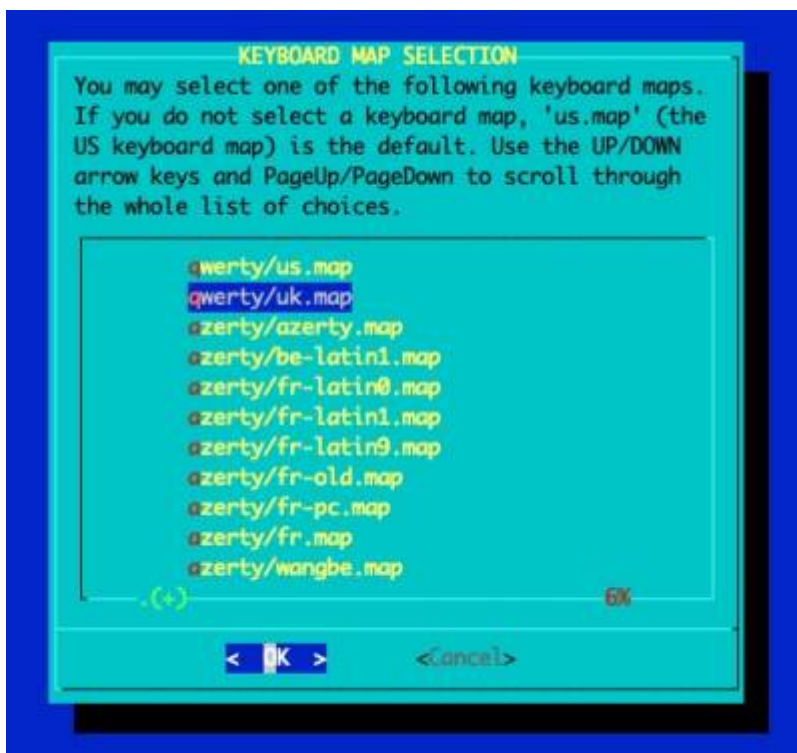 KEYBOARD MAP SELECTION
You may select one of the following keyboard maps.
If you do not select a keyboard map, 'us.map' (the
US keyboard map) is the default. Use the UP/DOWN
arrow keys and PageUp/PageDown to scroll through
the whole list of choices.
qwerty/us.map
qwerty/uk.map
azerty/azerty.map
azerty/be-latin1.map
azerty/fr-latin0.map
azerty/fr-latin1.map
azerty/fr-latin9.map
azerty/fr-old.map
azerty/fr-pc.map
azerty/fr.map
azerty/wangbe.map
.(+) 6%
< OK > <Cancel>